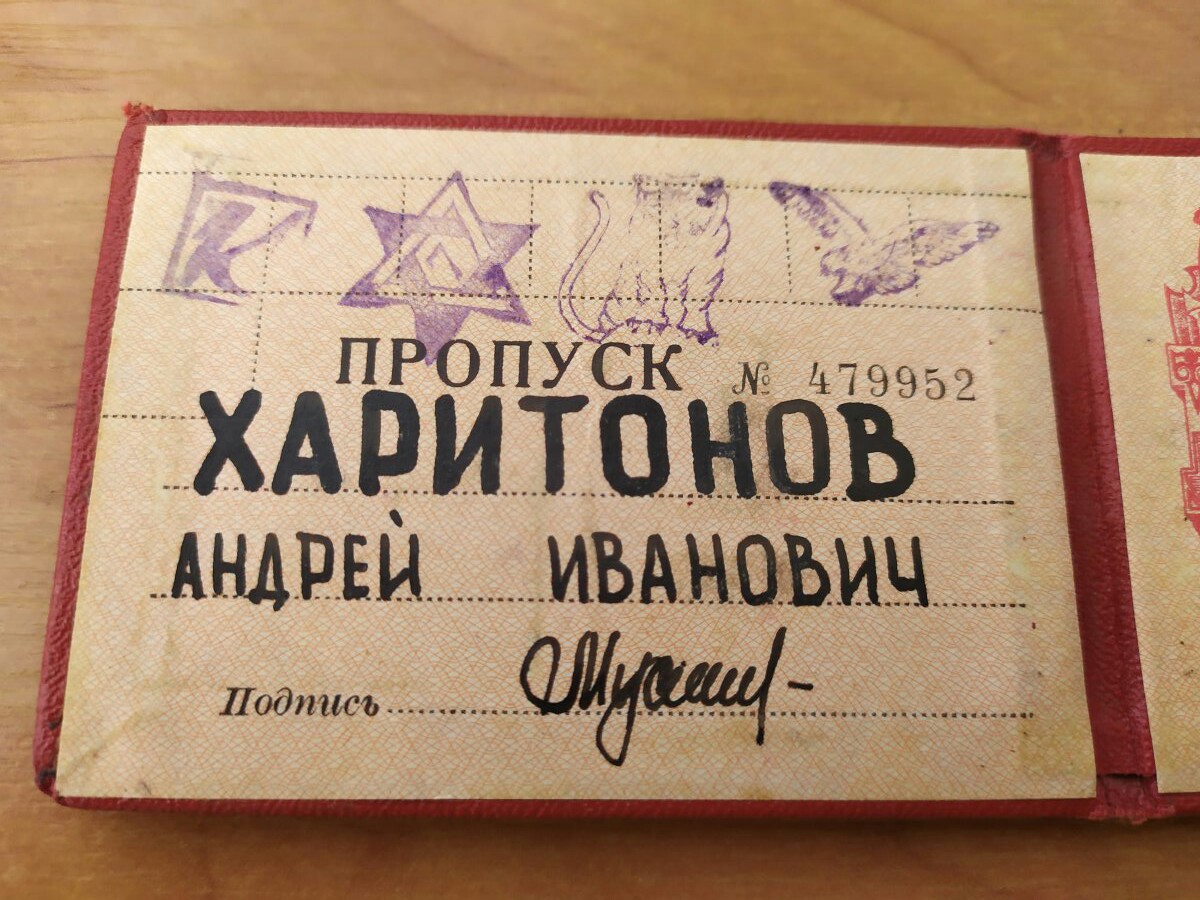 К
ПРОПУСК № 479952
ХАРИТОНОВ
АНДРЕЙ ИВАНОВИЧ
Подпись